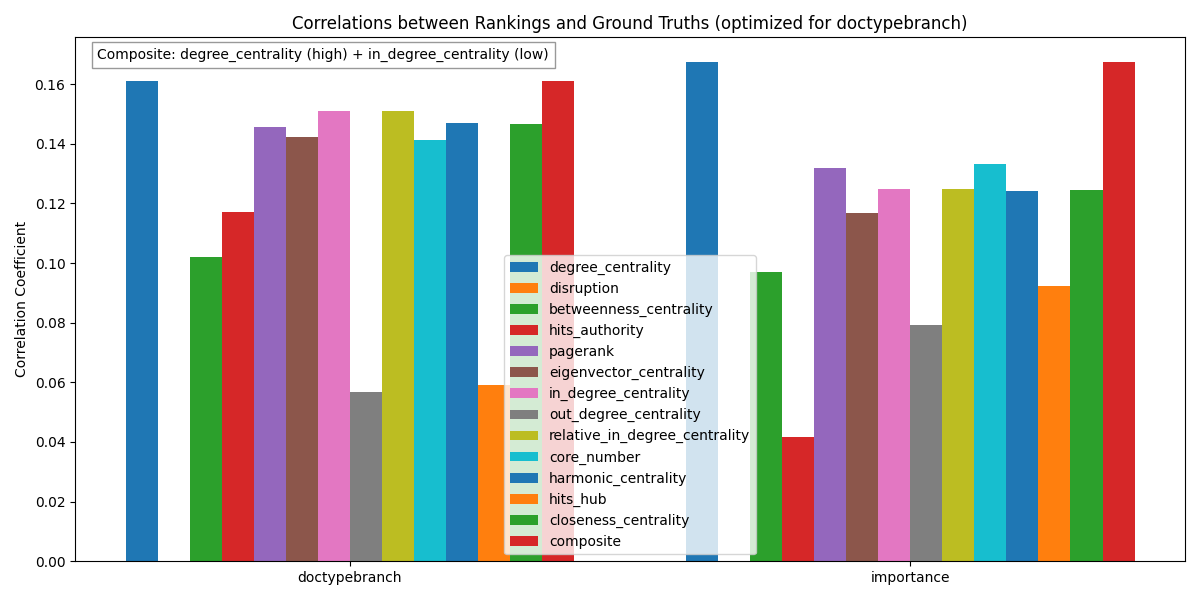 Correlations between Rankings and Ground Truths (optimized for doctypebranch)
Composite: degree_centrality (high) + in_degree_centrality (low)
Correlation Coefficient
0.16
0.14
0.12
0.10
0.08
0.06
0.04
0.02
0.00
degree_centrality
disruption
betweenness_centrality
hits_authority
pagerank
eigenvector_centrality
in_degree_centrality
out_degree_centrality
relative_in_degree_centrality
core_number
harmonic_centrality
hits_hub
closeness_centrality
composite
doctypebranch
importance